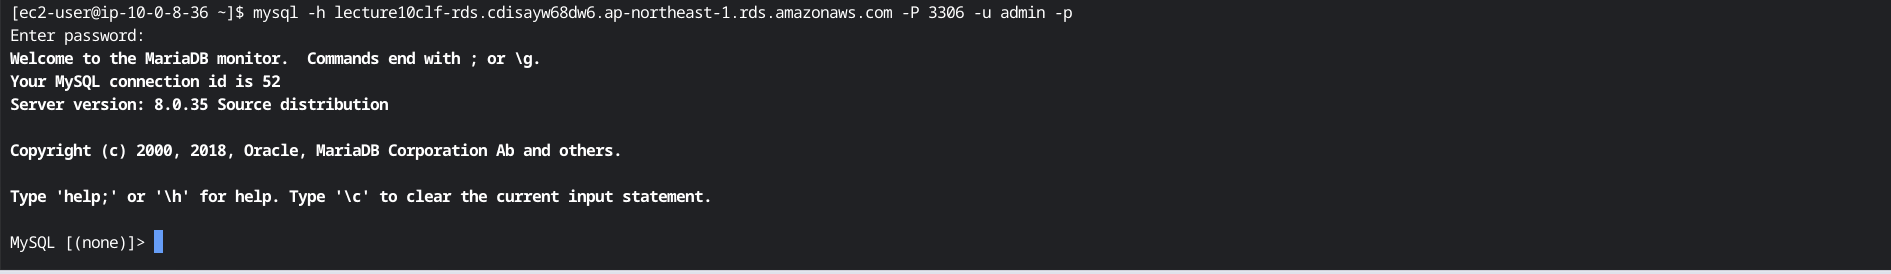 [ec2-user@ip-10-0-8-36 ~]$ mysql -h lecture10clf-rds.cdisayw68dw6.ap-northeast-1.rds.amazonaws.com -P 3306 -u admin -p
Enter password:
Welcome to the MariaDB monitor.  Commands end with ; or \g.
Your MySQL connection id is 52
Server version: 8.0.35 Source distribution
Copyright (c) 2000, 2018, Oracle, MariaDB Corporation Ab and others.
Type 'help;' or '\h' for help. Type '\c' to clear the current input statement.
MySQL [(none)]>